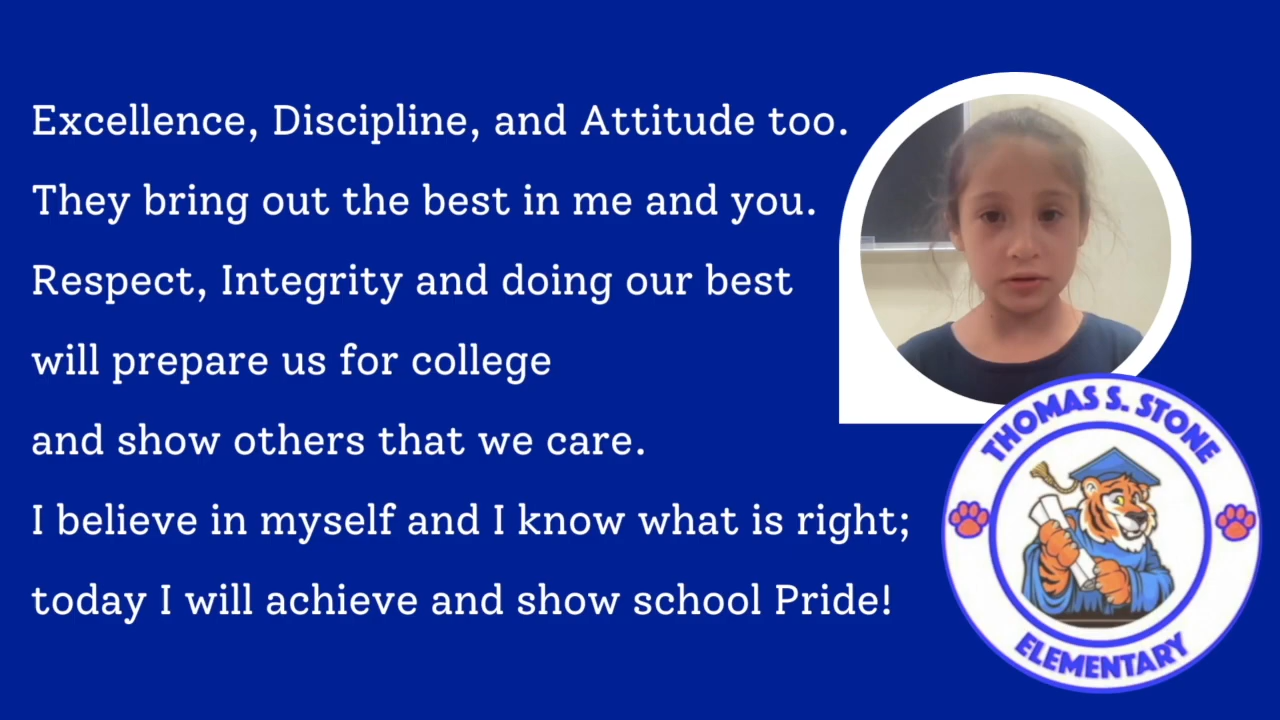 Excellence, Discipline, and Attitude too.
They bring out the best in me and you.
Respect, Integrity and doing our best
will prepare us for college
and show others that we care.
I believe in myself and I know what is right;
today I will achieve and show school Pride!
THOMAS S. STONE
ELEMENTARY